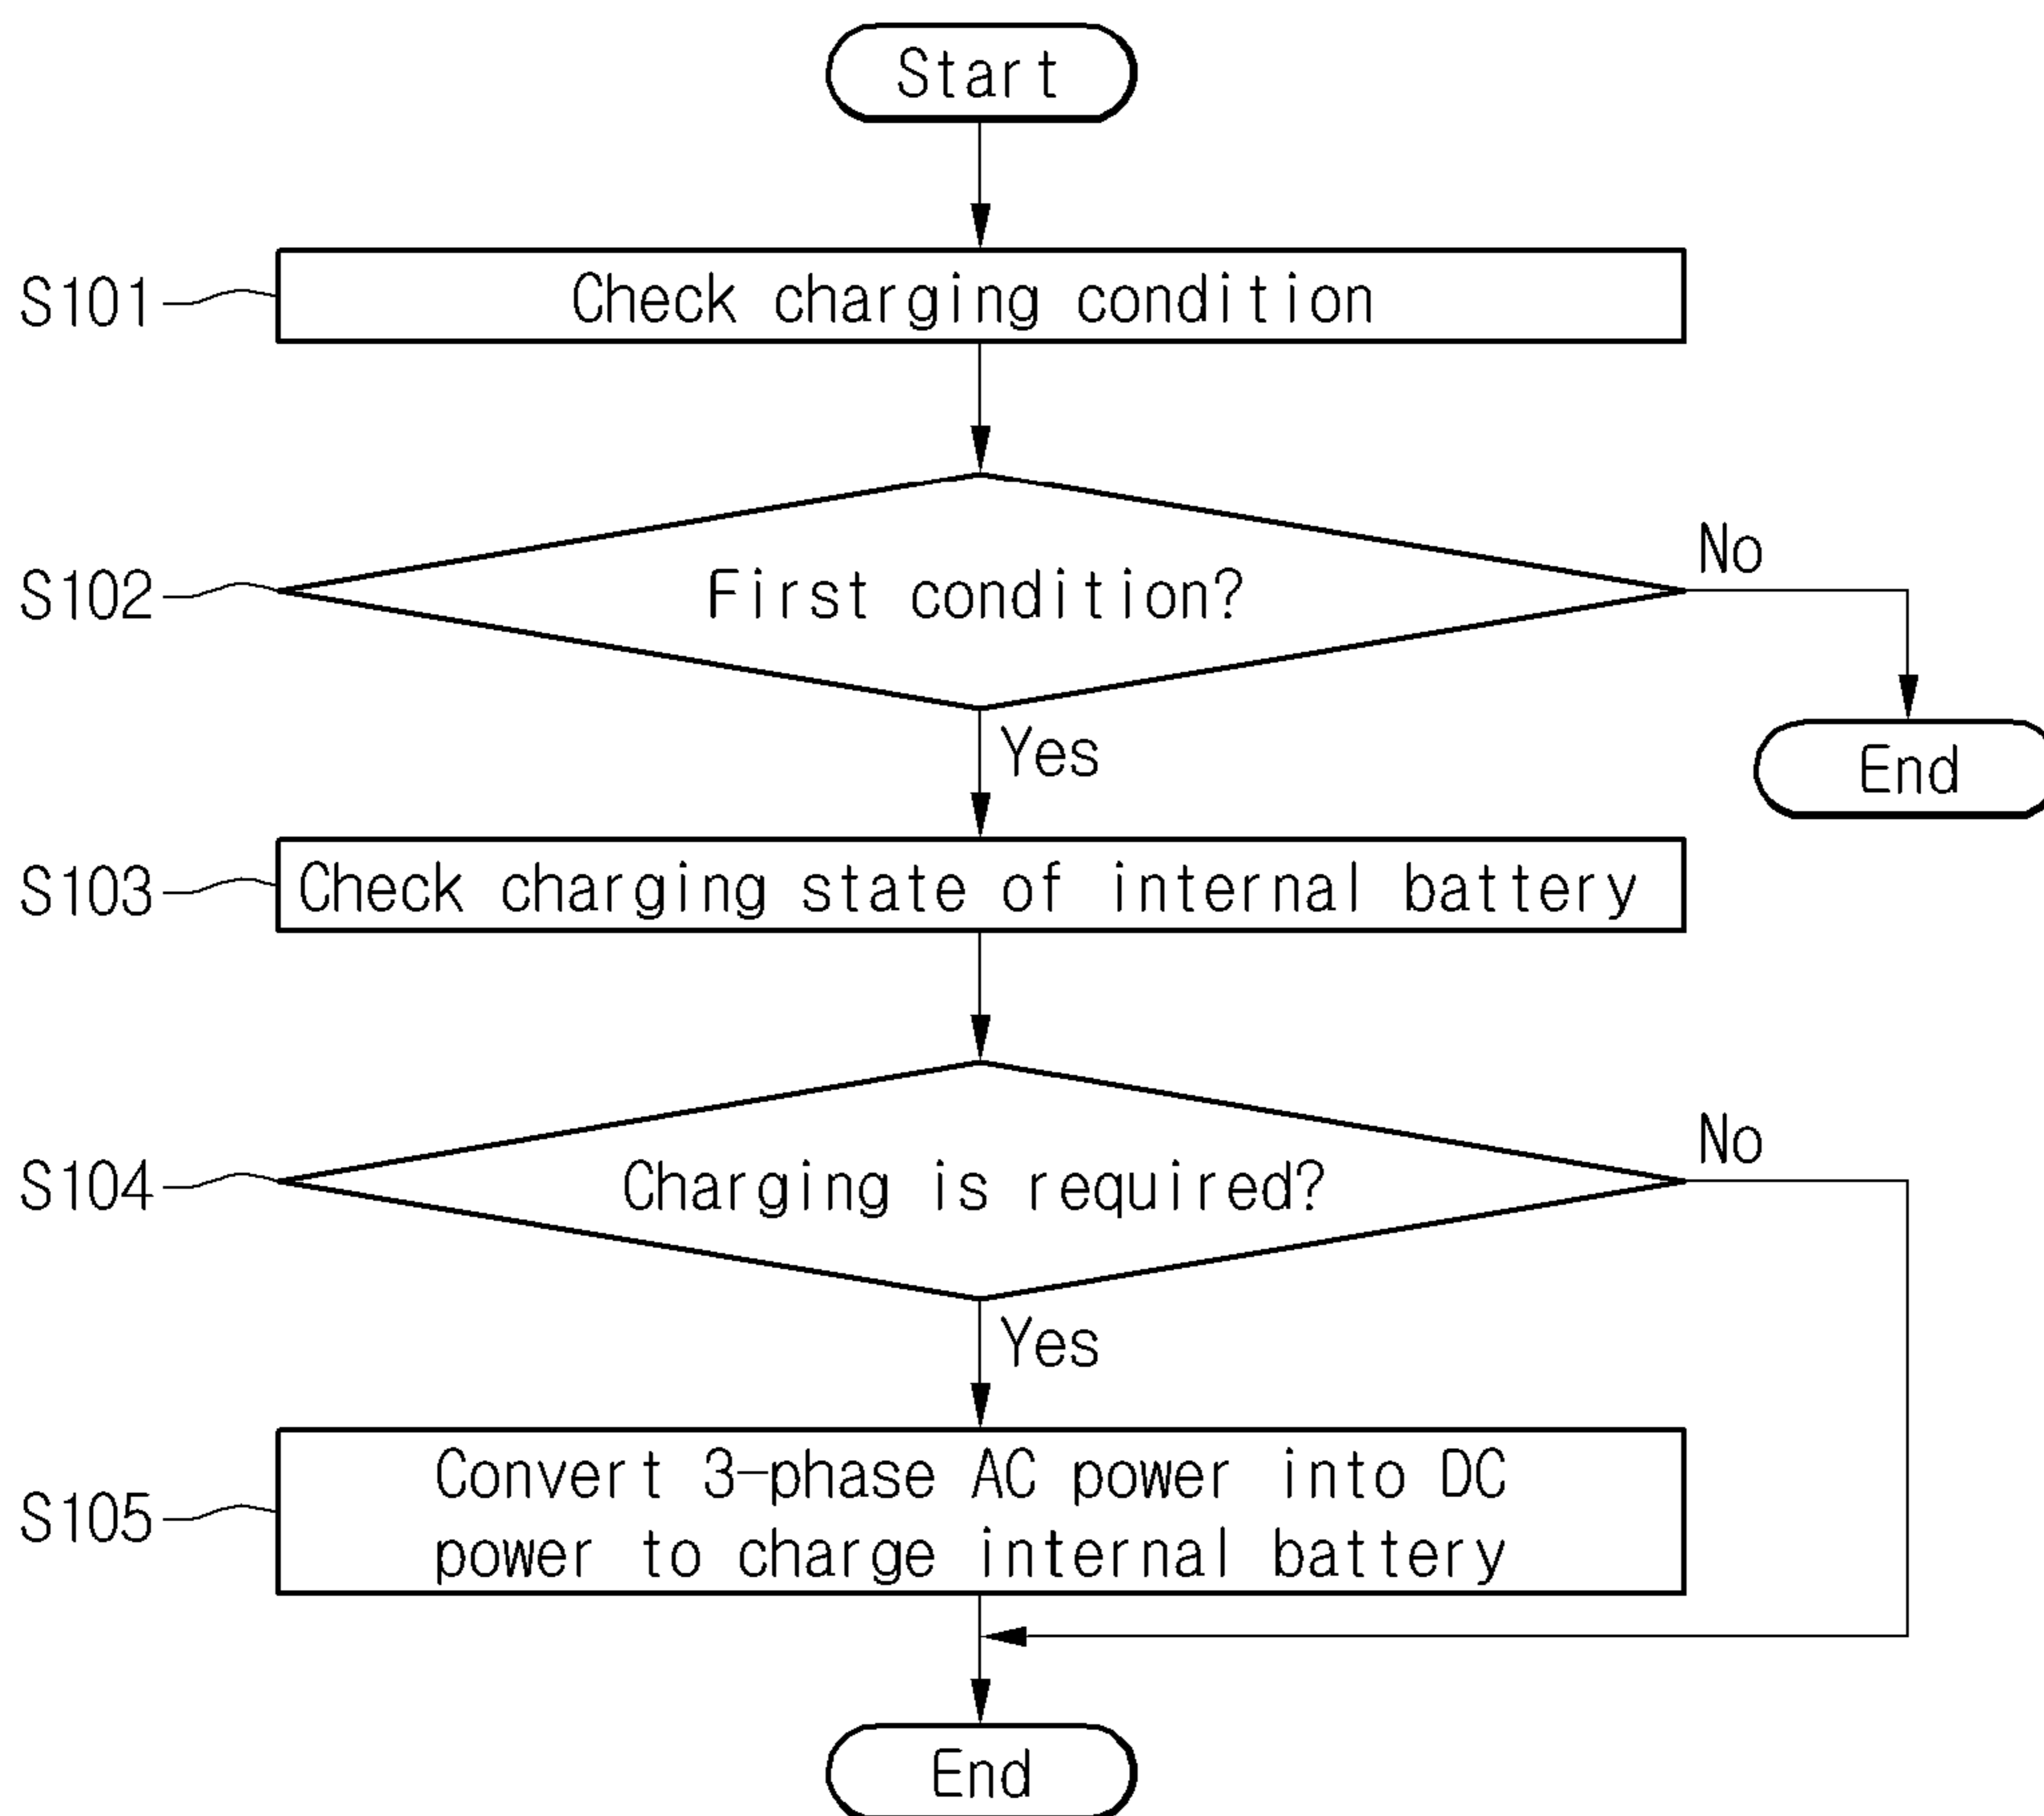 Start
S101
Check charging condition
S102
First condition?
No
Yes
End
S103
Check charging state of internal battery
S104
Charging is required?
No
Yes
S105
Convert 3-phase AC power into DC
power to charge internal battery
End